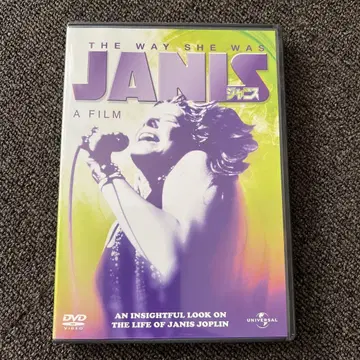 THE WAY SHE WAS
JANIS
ジャニス
A FILM
AN INSIGHTFUL LOOK ON
THE LIFE OF JANIS JOPLIN
DVD
VIDEO
UNIVERSAL